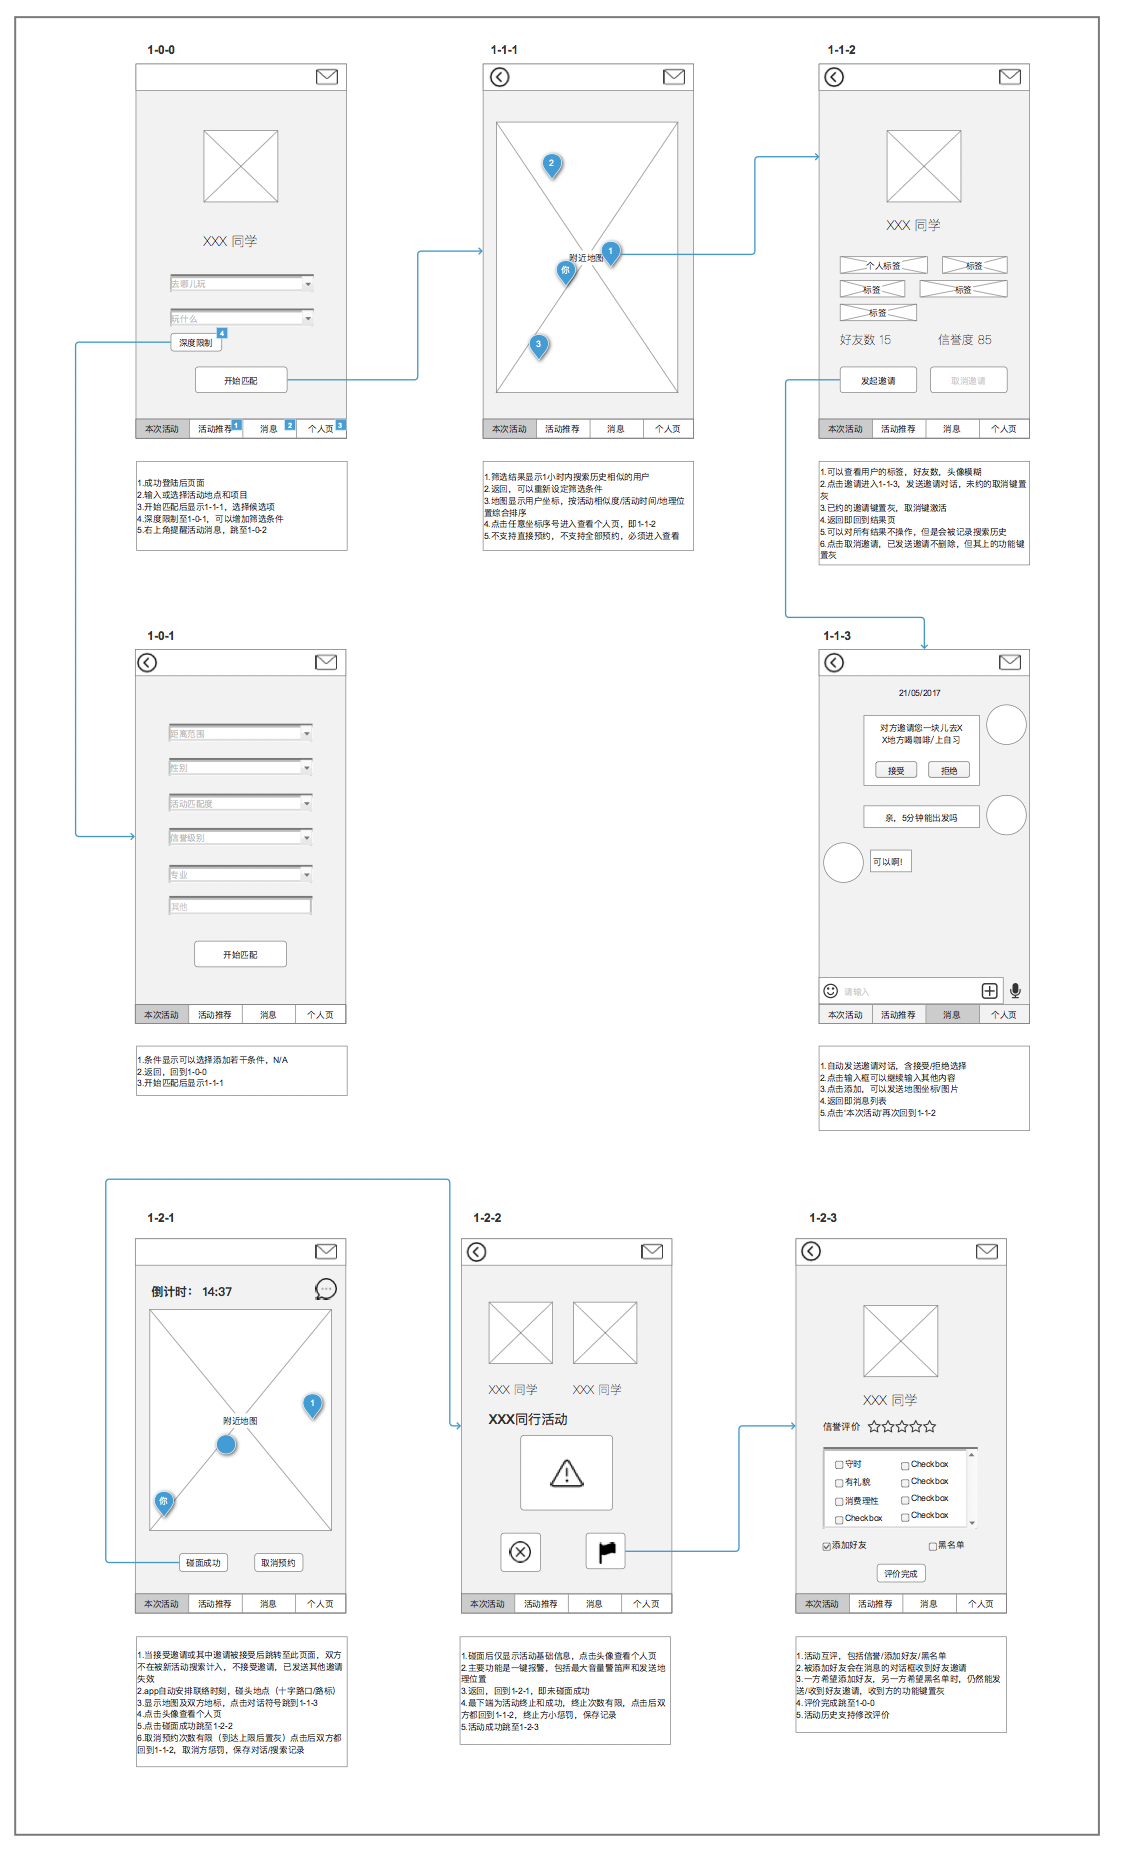 1-0-0
XXX 同学
去哪儿玩
玩什么
深度限制
4
开始匹配
本次活动
活动推荐
1
消息
2
个人页
3
1.成功登陆后页面
2.输入或选择活动地点和项目
3.开始匹配后显示1-1-1，选择候选项
4.深度限制至1-0-1，可以增加筛选条件
5.右上角提醒活动消息，跳至1-0-2
1-1-1
2
1
附近地图
你
3
本次活动
活动推荐
消息
个人页
1.筛选结果显示1小时内搜索历史相似的用户
2.返回，可以重新设定筛选条件
3.地图显示用户坐标，按活动相似度/活动时间/地理位
置综合排序
4.点击任意坐标序号进入查看个人页，即1-1-2
5.不支持直接预约，不支持全部预约，必须进入查看
1-1-2
XXX 同学
个人标签
标签
标签
标签
标签
好友数 15
信誉度 85
发起邀请
取消邀请
本次活动
活动推荐
消息
个人页
1.可以查看用户的标签，好友数，头像模糊
2.点击邀请进入1-1-3，发送邀请对话，未约的取消键置
灰
3.已约的邀请键置灰，取消键激活
4.返回即回到结果页
5.可以对所有结果不操作，但是会被记录搜索历史
6.点击取消邀请，已发送邀请不删除，但其上的功能键
置灰
1-0-1
距离范围
性别
活动匹配度
信誉级别
专业
其他
开始匹配
本次活动
活动推荐
消息
个人页
1.条件显示可以选择添加若干条件，N/A
2.返回，回到1-0-0
3.开始匹配后显示1-1-1
1-1-3
21/05/2017
对方邀请您一块儿去X
X地方喝咖啡/上自习
接受
拒绝
亲，5分钟能出发吗
可以啊!
请输入
本次活动
活动推荐
消息
个人页
1.自动发送邀请对话，含接受/拒绝选择
2.点击输入框可以继续输入其他内容
3.点击添加，可以发送地图坐标/图片
4.返回即消息列表
5.点击'本次活动'再次回到1-1-2
1-2-1
倒计时： 14:37
1
附近地图
你
碰面成功
取消预约
本次活动
活动推荐
消息
个人页
1.当接受邀请或其中邀请被接受后跳转至此页面，双方
不在被新活动搜索计入，不接受邀请，已发送其他邀请
失效
2.app自动安排联络时刻，碰头地点（十字路口/路标）
3.显示地图及双方地标，点击对话符号跳到1-1-3
4.点击头像查看个人页
5.点击碰面成功跳至1-2-2
6.取消预约次数有限（到达上限后置灰）点击后双方都
回到1-1-2，取消方惩罚，保存对话/搜索记录
1-2-2
XXX 同学
XXX 同学
XXX同行活动
本次活动
活动推荐
消息
个人页
1.碰面后仅显示活动基础信息，点击头像查看个人页
2.主要功能是一键报警，包括最大音量警笛声和发送地
理位置
3.返回，回到1-2-1，即未碰面成功
4.最下端为活动终止和成功，终止次数有限，点击后双
方都回到1-1-2，终止方小惩罚，保存记录
5.活动成功跳至1-2-3
1-2-3
XXX 同学
信誉评价
守时
Checkbox
有礼貌
Checkbox
消费理性
Checkbox
Checkbox
Checkbox
添加好友
黑名单
评价完成
本次活动
活动推荐
消息
个人页
1.活动互评，包括信誉/添加好友/黑名单
2.被添加好友会在消息的对话框收到好友邀请
3.一方希望添加好友，另一方希望黑名单时，仍然能发
送/收到好友邀请，收到方的功能键置灰
4.评价完成跳至1-0-0
5.活动历史支持修改评价